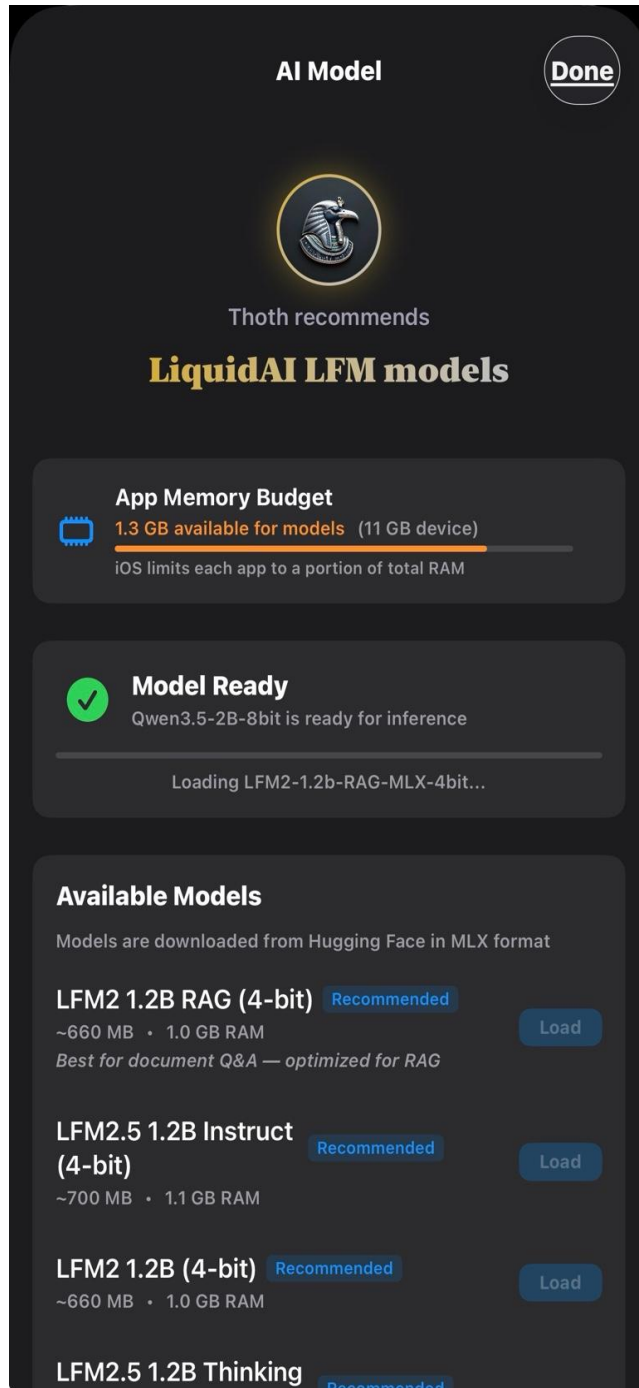 AI Model
Done
Thoth recommends
LiquidAI LFM models
App Memory Budget
1.3 GB available for models (11 GB device)
iOS limits each app to a portion of total RAM
Model Ready
Qwen3.5-2B-8bit is ready for inference
Loading LFM2-1.2b-RAG-MLX-4bit...
Available Models
Models are downloaded from Hugging Face in MLX format
LFM2 1.2B RAG (4-bit) Recommended
~660 MB • 1.0 GB RAM
Load
Best for document Q&A — optimized for RAG
LFM2.5 1.2B Instruct
(4-bit)
Recommended
~700 MB • 1.1 GB RAM
Load
LFM2 1.2B (4-bit) Recommended
~660 MB • 1.0 GB RAM
Load
LFM2.5 1.2B Thinking
Recommended